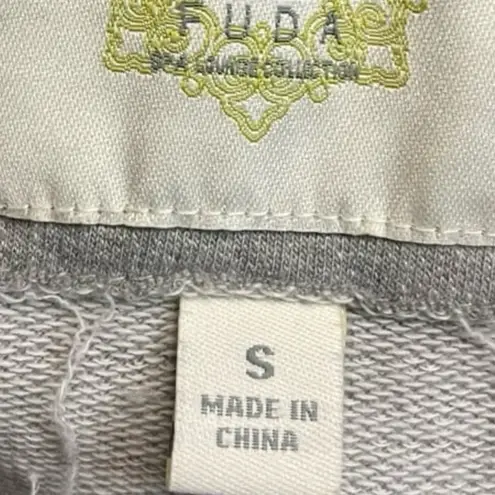 FUDA
SPA LOUNGE COLLECTION
S
MADE IN
CHINA